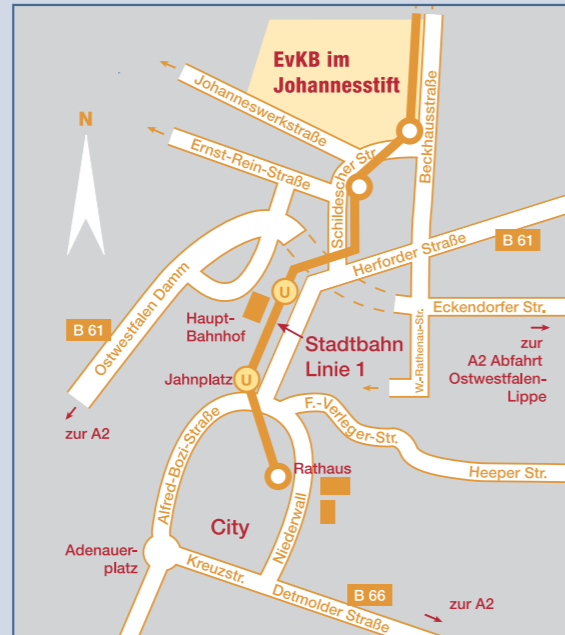 EvKB im
Johannesstift
Johanneswerkstraße
N
Ernst-Rein-Straße
Schildescher Str.
Beckhausstraße
Herforder Straße
B 61
Ostwestfalen Damm
B 61
U
Haupt-
Bahnhof
Eckendorfer Str.
Stadtbahn
Linie 1
W.-Rathenau-Str.
zur
A2 Abfahrt
Ostwestfalen-
Lippe
Jahnplatz
U
zur A2
F.-Verleger-Str.
Alfred-Bozi-Straße
Rathaus
Heeper Str.
City
Niederwall
Adenauer-
platz
Kreuzstr.
Detmolder Straße
B 66
zur A2